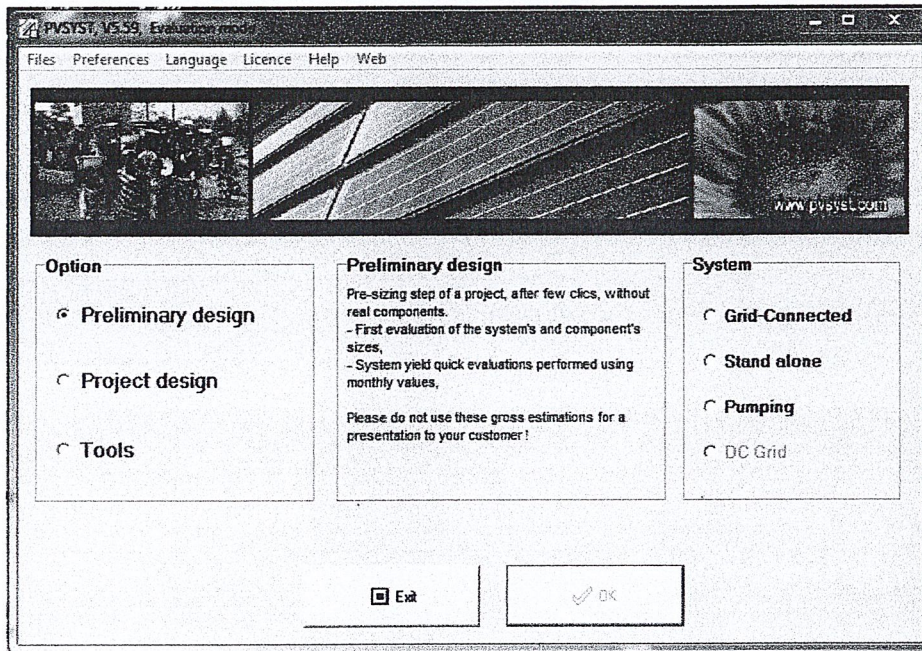 PVSYST V5.59, Evaluation mode
Files Preferences Language Licence Help Web
www.pvsyst.com
Option
Preliminary design
Project design
Tools
Preliminary design
Pre-sizing step of a project, after few clics, without
real components.
- First evaluation of the system's and component's
sizes,
- System yield quick evaluations performed using
monthly values,
Please do not use these gross estimations for a
presentation to your customer !
System
Grid-Connected
Stand alone
Pumping
DC Grid
Exit
OK